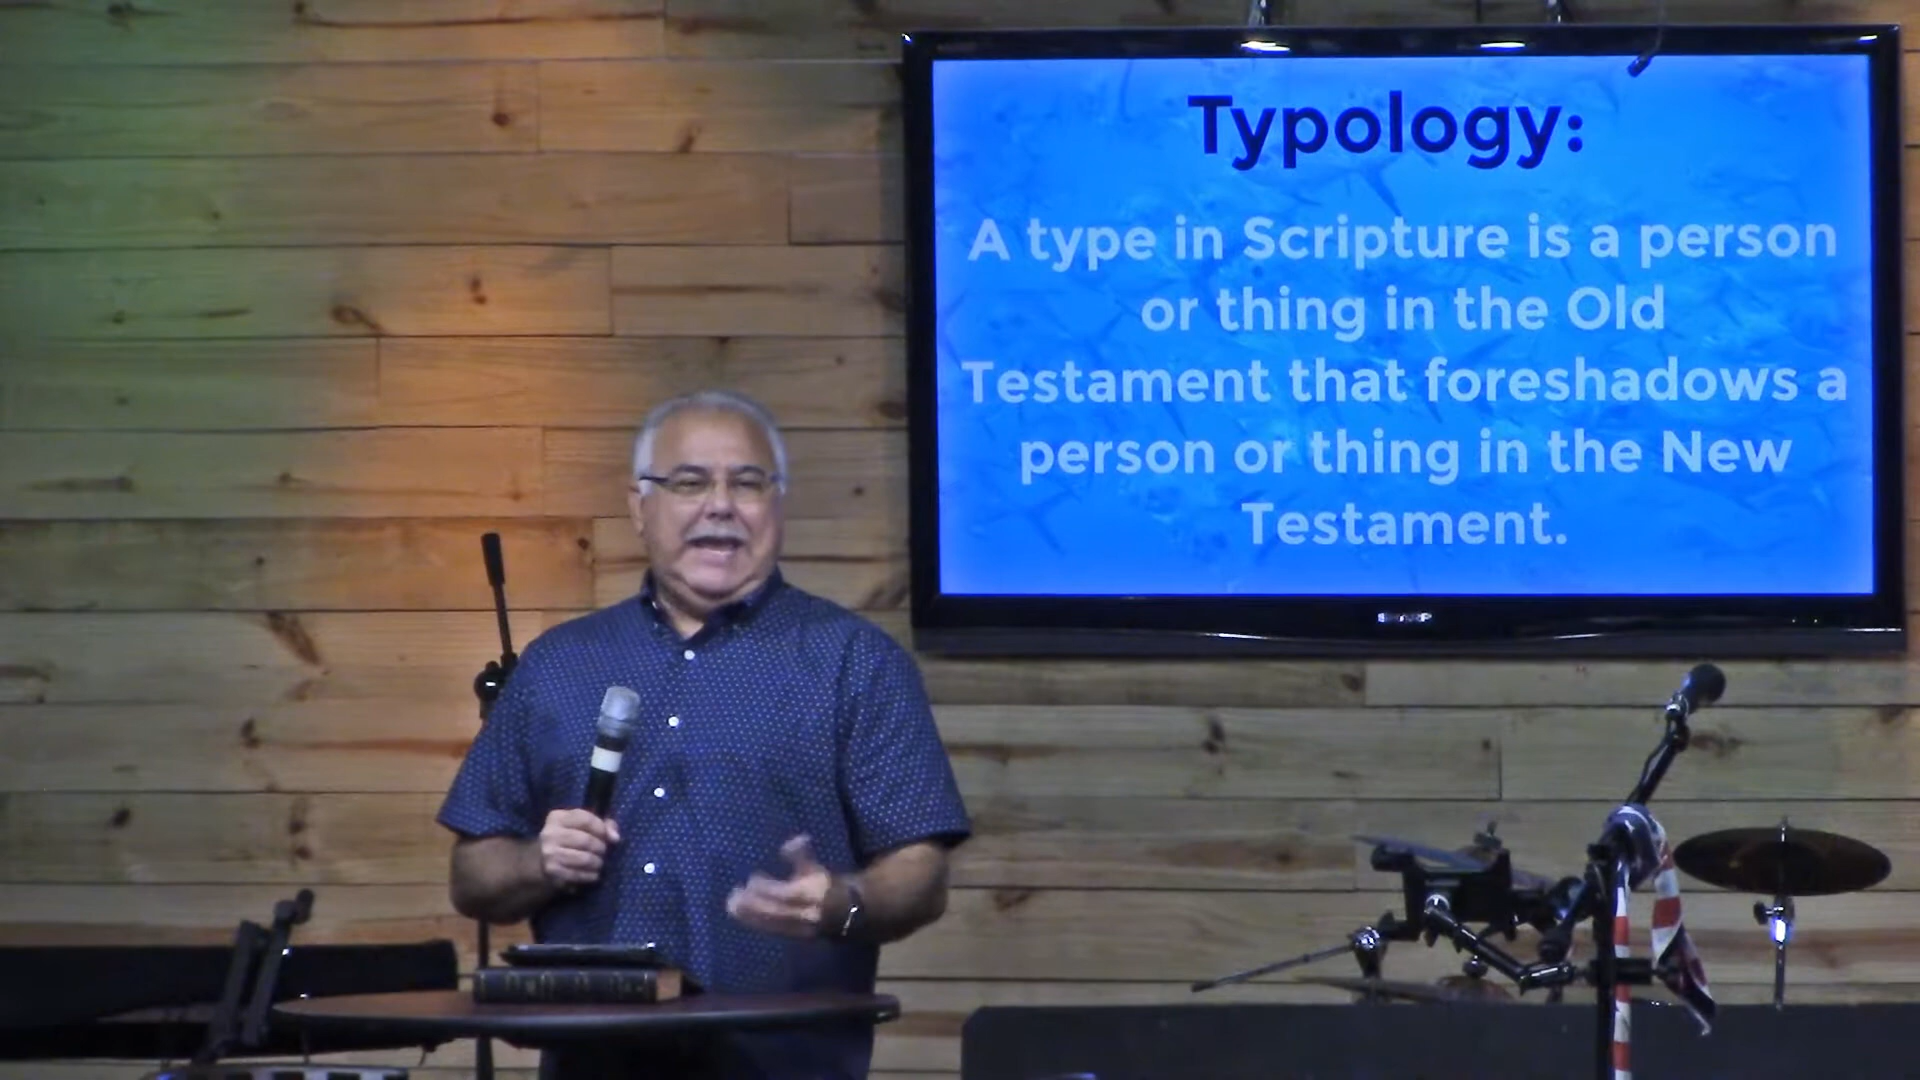 Typology:
A type in Scripture is a person
or thing in the Old
Testament that foreshadows a
person or thing in the New
Testament.
SHARP